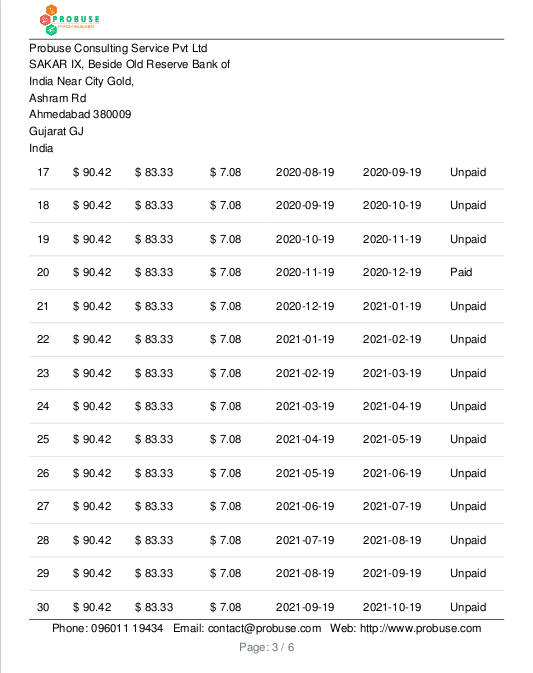 PROBUSE
Probuse Consulting Service Pvt Ltd
SAKAR IX, Beside Old Reserve Bank of
India Near City Gold,
Ashram Rd
Ahmedabad 380009
Gujarat GJ
India
17 $ 90.42 $ 83.33 $ 7.08 2020-08-19 2020-09-19 Unpaid
18 $ 90.42 $ 83.33 $ 7.08 2020-09-19 2020-10-19 Unpaid
19 $ 90.42 $ 83.33 $ 7.08 2020-10-19 2020-11-19 Unpaid
20 $ 90.42 $ 83.33 $ 7.08 2020-11-19 2020-12-19 Paid
21 $ 90.42 $ 83.33 $ 7.08 2020-12-19 2021-01-19 Unpaid
22 $ 90.42 $ 83.33 $ 7.08 2021-01-19 2021-02-19 Unpaid
23 $ 90.42 $ 83.33 $ 7.08 2021-02-19 2021-03-19 Unpaid
24 $ 90.42 $ 83.33 $ 7.08 2021-03-19 2021-04-19 Unpaid
25 $ 90.42 $ 83.33 $ 7.08 2021-04-19 2021-05-19 Unpaid
26 $ 90.42 $ 83.33 $ 7.08 2021-05-19 2021-06-19 Unpaid
27 $ 90.42 $ 83.33 $ 7.08 2021-06-19 2021-07-19 Unpaid
28 $ 90.42 $ 83.33 $ 7.08 2021-07-19 2021-08-19 Unpaid
29 $ 90.42 $ 83.33 $ 7.08 2021-08-19 2021-09-19 Unpaid
30 $ 90.42 $ 83.33 $ 7.08 2021-09-19 2021-10-19 Unpaid
Phone: 096011 19434 Email: contact@probuse.com Web: http://www.probuse.com
Page: 3 / 6